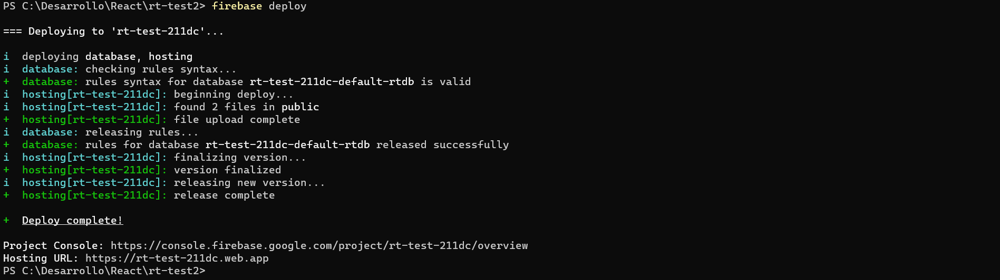 PS C:\Desarrollo\React\rt-test2> firebase deploy
=== Deploying to 'rt-test-211dc'...
i  deploying database, hosting
i  database: checking rules syntax...
+  database: rules syntax for database rt-test-211dc-default-rtdb is valid
i  hosting[rt-test-211dc]: beginning deploy...
i  hosting[rt-test-211dc]: found 2 files in public
+  hosting[rt-test-211dc]: file upload complete
i  database: releasing rules...
+  database: rules for database rt-test-211dc-default-rtdb released successfully
i  hosting[rt-test-211dc]: finalizing version...
+  hosting[rt-test-211dc]: version finalized
i  hosting[rt-test-211dc]: releasing new version...
+  hosting[rt-test-211dc]: release complete
+  Deploy complete!
Project Console: https://console.firebase.google.com/project/rt-test-211dc/overview
Hosting URL: https://rt-test-211dc.web.app
PS C:\Desarrollo\React\rt-test2>